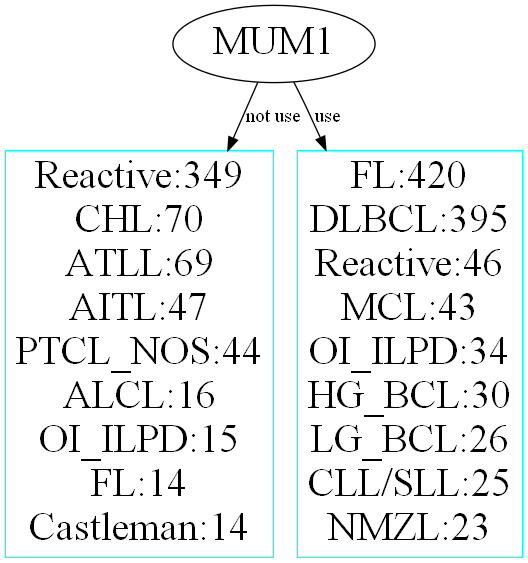 MUM1
not use
use
Reactive:349
CHL:70
ATLL:69
AITL:47
PTCL_NOS:44
ALCL:16
OI_ILPD:15
FL:14
Castleman:14
FL:420
DLBCL:395
Reactive:46
MCL:43
OI_ILPD:34
HG_BCL:30
LG_BCL:26
CLL/SLL:25
NMZL:23